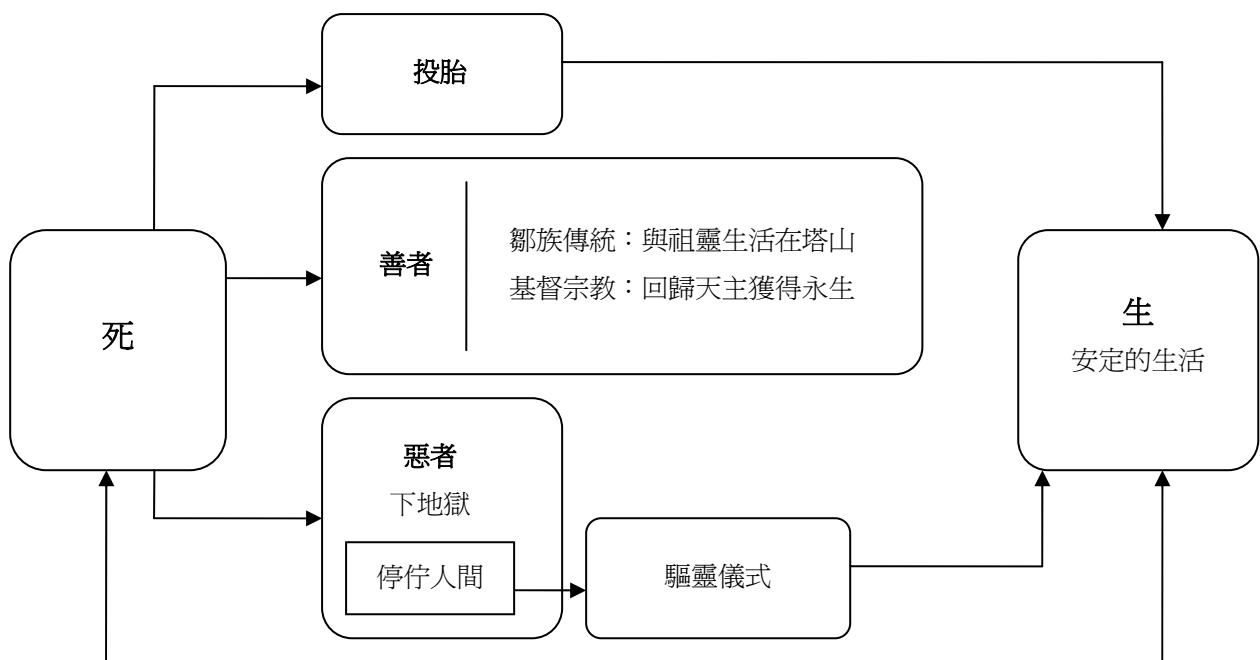 投胎
善者
鄒族傳統：與祖靈生活在塔山
基督宗教：回歸天主獲得永生
死
生
安定的生活
惡者
下地獄
停佇人間
驅靈儀式